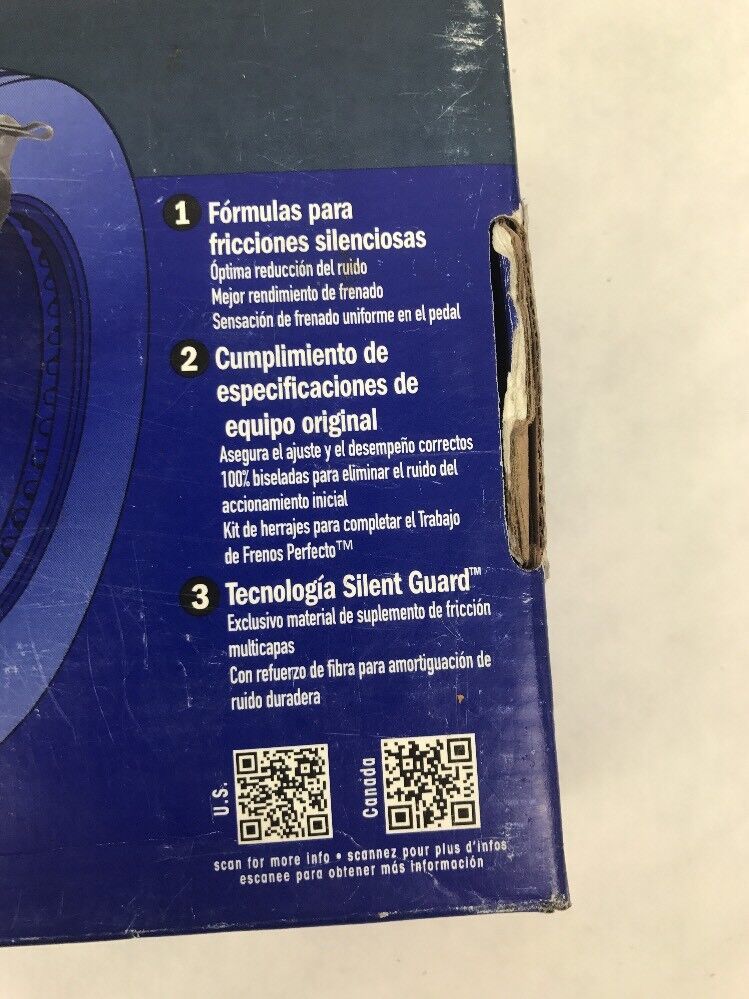 1 Fórmulas para
fricciones silenciosas
Óptima reducción del ruido
Mejor rendimiento de frenado
Sensación de frenado uniforme en el pedal
2 Cumplimiento de
especificaciones de
equipo original
Asegura el ajuste y el desempeño correctos
100% biseladas para eliminar el ruido del
accionamiento inicial
Kit de herrajes para completar el Trabajo
de Frenos Perfecto™
3 Tecnología Silent Guard™
Exclusivo material de suplemento de fricción
multicapas
Con refuerzo de fibra para amortiguación de
ruido duradera
U.S.
Canada
scan for more info • scannez pour plus d'infos
escanee para obtener más información